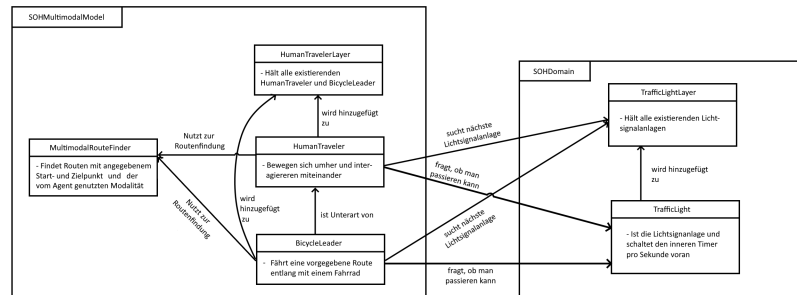 SOHMultimodalModel
HumanTravelerLayer
- Hält alle existierenden
HumanTraveler und BicycleLeader
SOHDomain
TrafficLightLayer
- Hält alle existierenden Licht-
signalanlagen
wird hinzugefügt
zu
sucht nächste
Lichtsignalanlage
Nutzt zur
Routenfindung
MultimodalRouteFinder
- Findet Routen mit angegebenem
Start- und Zielpunkt und der
vom Agent genutzten Modalität
HumanTraveler
- Bewegen sich umher und inter-
agiereren miteinander
fragt, ob man
passieren kann
wird hinzugefügt
zu
Nutzt zur
Routenfindung
wird
hinzugefügt
zu
ist Unterart von
sucht nächste
Lichtsignalanlage
TrafficLight
- Ist die Lichtsignanlage und
schaltet den inneren Timer
pro Sekunde voran
BicycleLeader
- Fährt eine vorgegebene Route
entlang mit einem Fahrrad
fragt, ob man
passieren kann